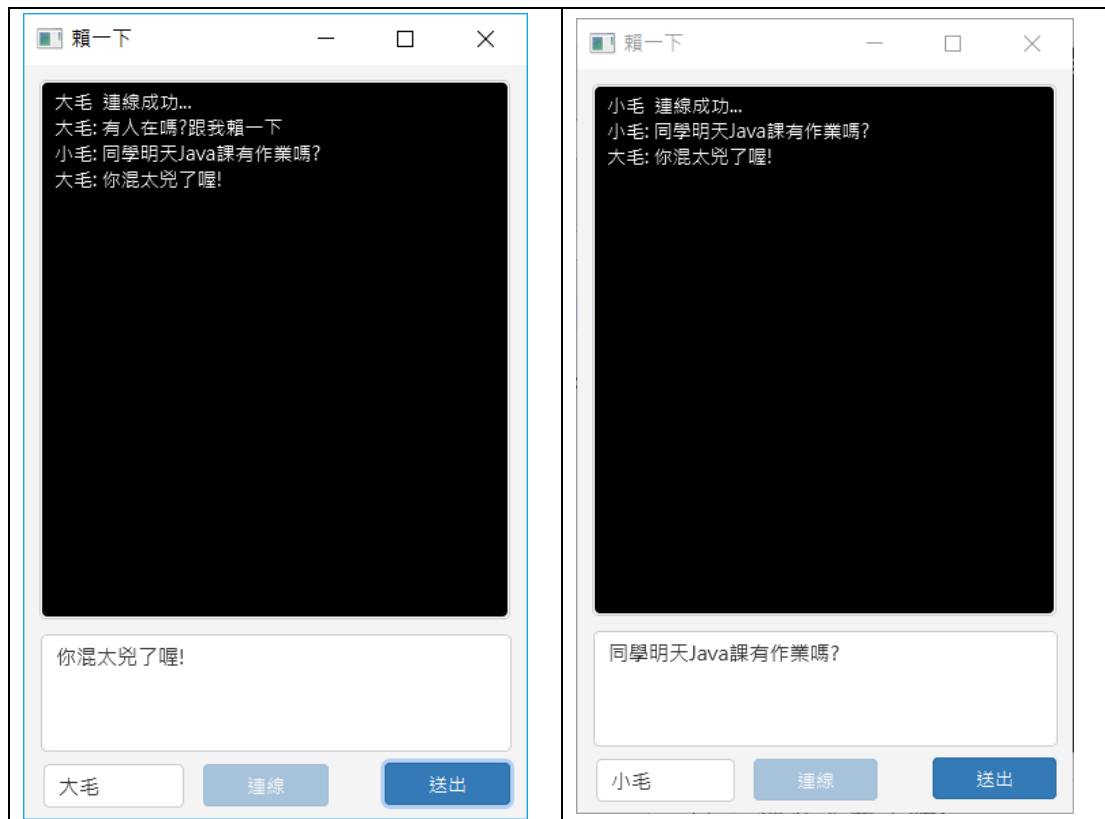 賴一下
大毛 連線成功...
大毛: 有人在嗎?跟我賴一下
小毛: 同學明天Java課有作業嗎?
大毛: 你混太兇了喔!
你混太兇了喔!
大毛
連線
送出
賴一下
小毛 連線成功...
小毛: 同學明天Java課有作業嗎?
大毛: 你混太兇了喔!
同學明天Java課有作業嗎?
小毛
連線
送出